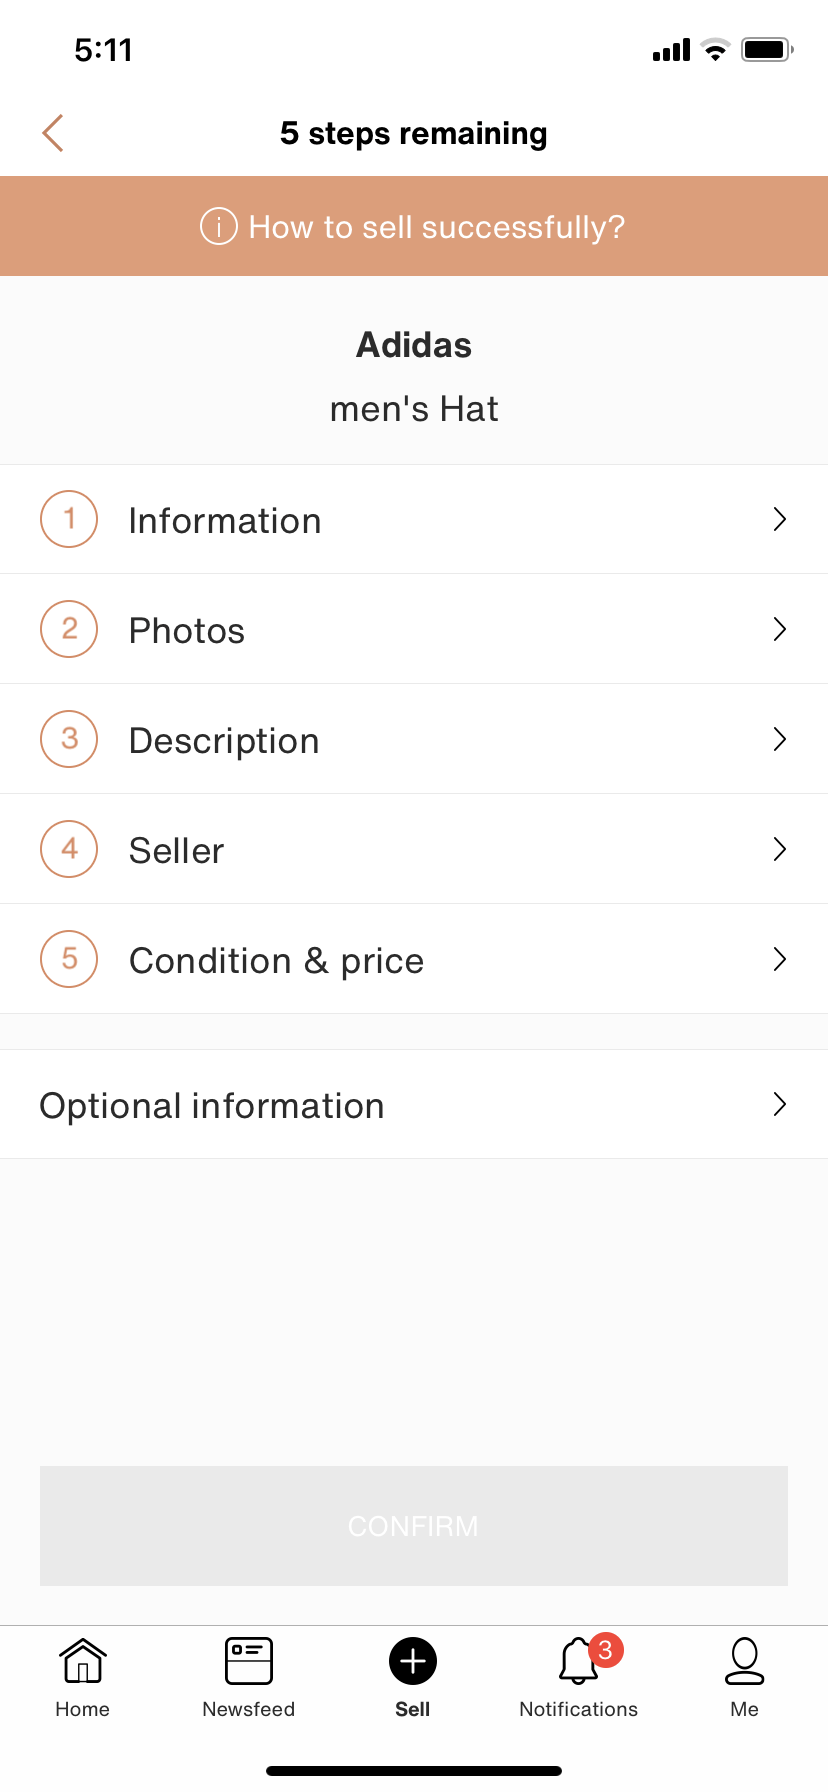 5:11
5 steps remaining
How to sell successfully?
Adidas
men's Hat
1 Information
2 Photos
3 Description
4 Seller
5 Condition & price
Optional information
CONFIRM
3
Home Newsfeed Sell Notifications Me